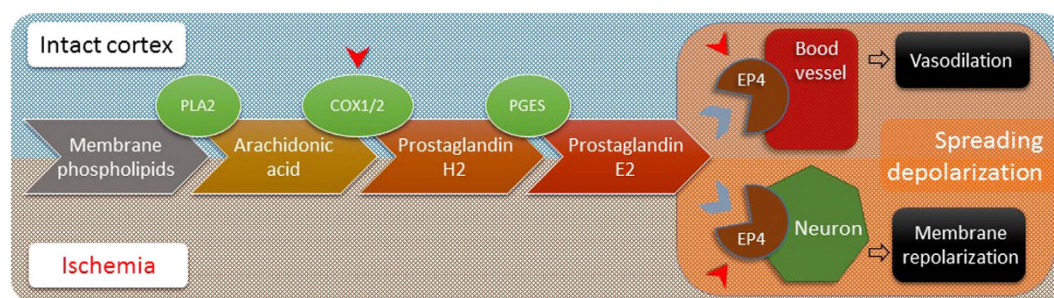 Intact cortex
PLA2
COX1/2
PGES
Membrane
phospholipids
Arachidonic
acid
Prostaglandin
H2
Prostaglandin
E2
Ischemia
EP4
Bood
vessel
Vasodilation
Spreading
depolarization
EP4
Neuron
Membrane
repolarization